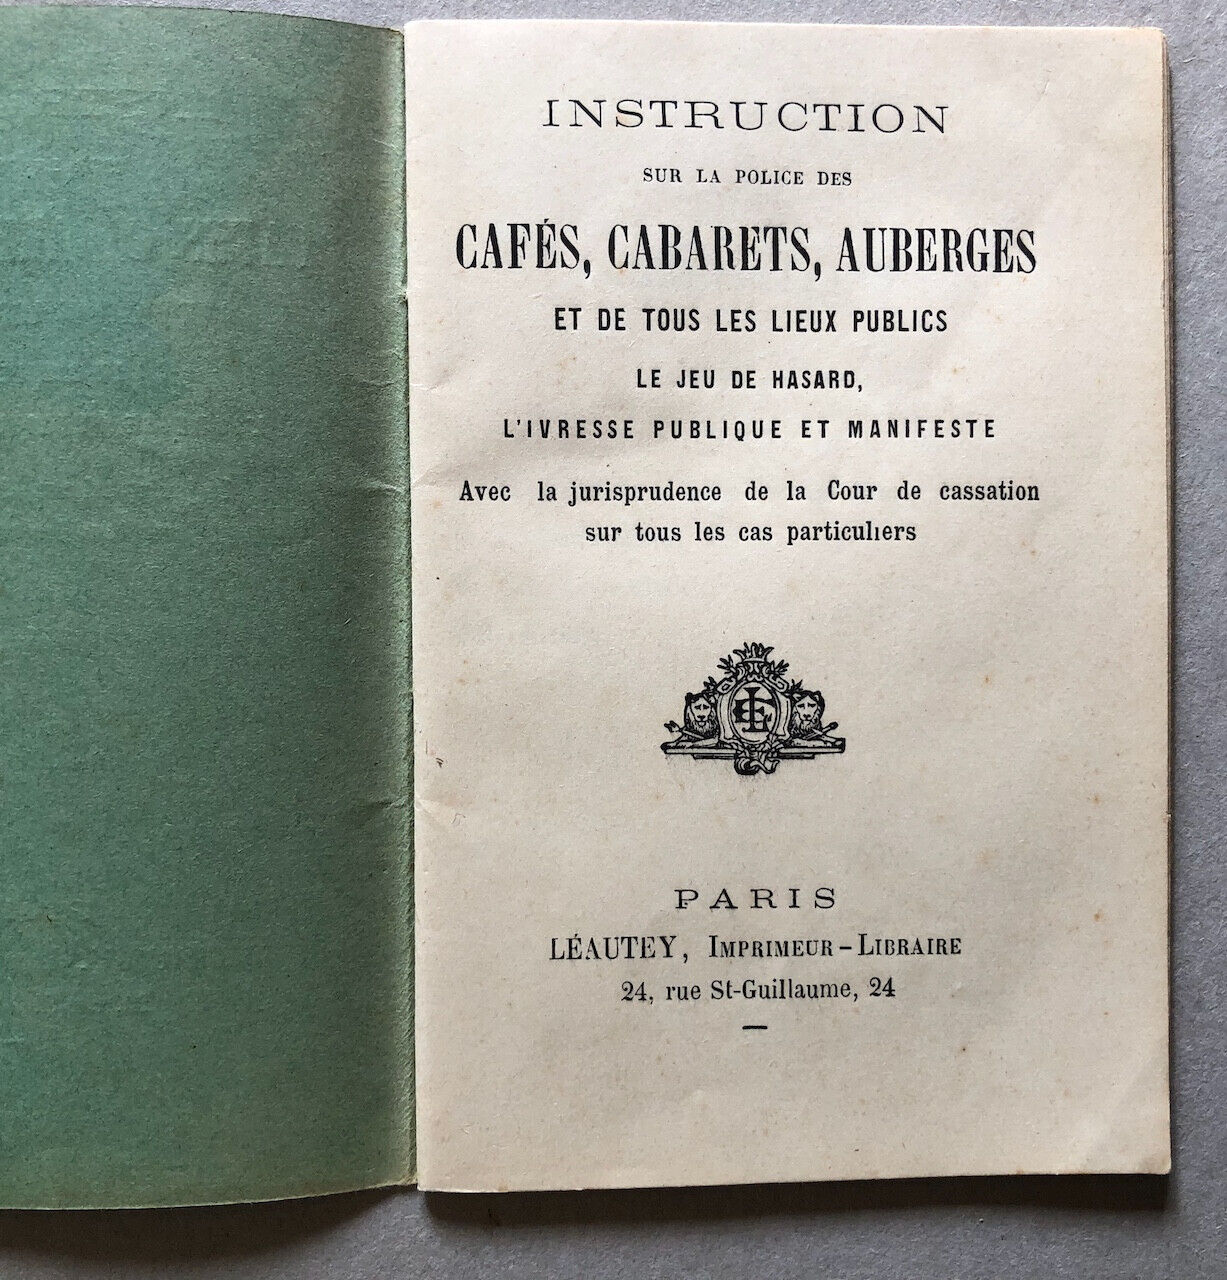 INSTRUCTION
SUR LA POLICE DES
CAFÉS, CABARETS, AUBERGES
ET DE TOUS LES LIEUX PUBLICS
LE JEU DE HASARD,
L'IVRESSE PUBLIQUE ET MANIFESTE
Avec la jurisprudence de la Cour de cassation
sur tous les cas particuliers
PARIS
LÉAUTEY, IMPRIMEUR-LIBRAIRE
24, rue St-Guillaume, 24